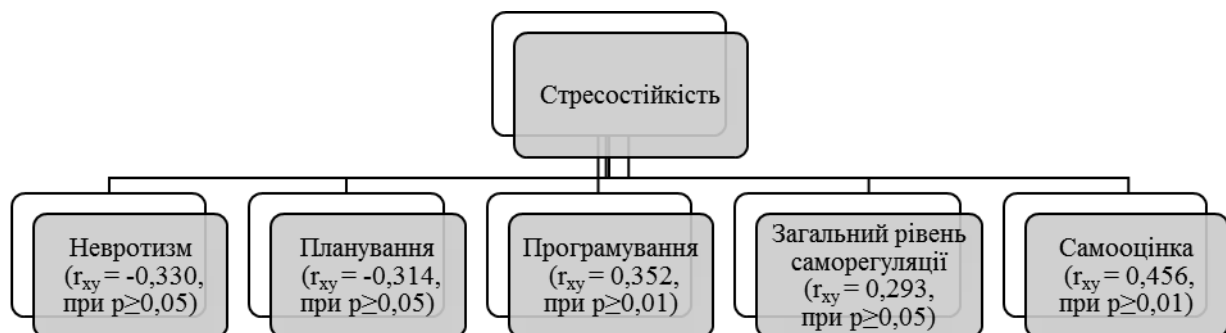 Стресостійкість
Невротизм
(rxy = -0,330,
при p≥0,05)
Планування
(rxy = -0,314,
при p≥0,05)
Програмування
(rxy = 0,352,
при p≥0,01)
Загальний рівень
саморегуляції
(rxy = 0,293,
при p≥0,05)
Самооцінка
(rxy = 0,456,
при p≥0,01)